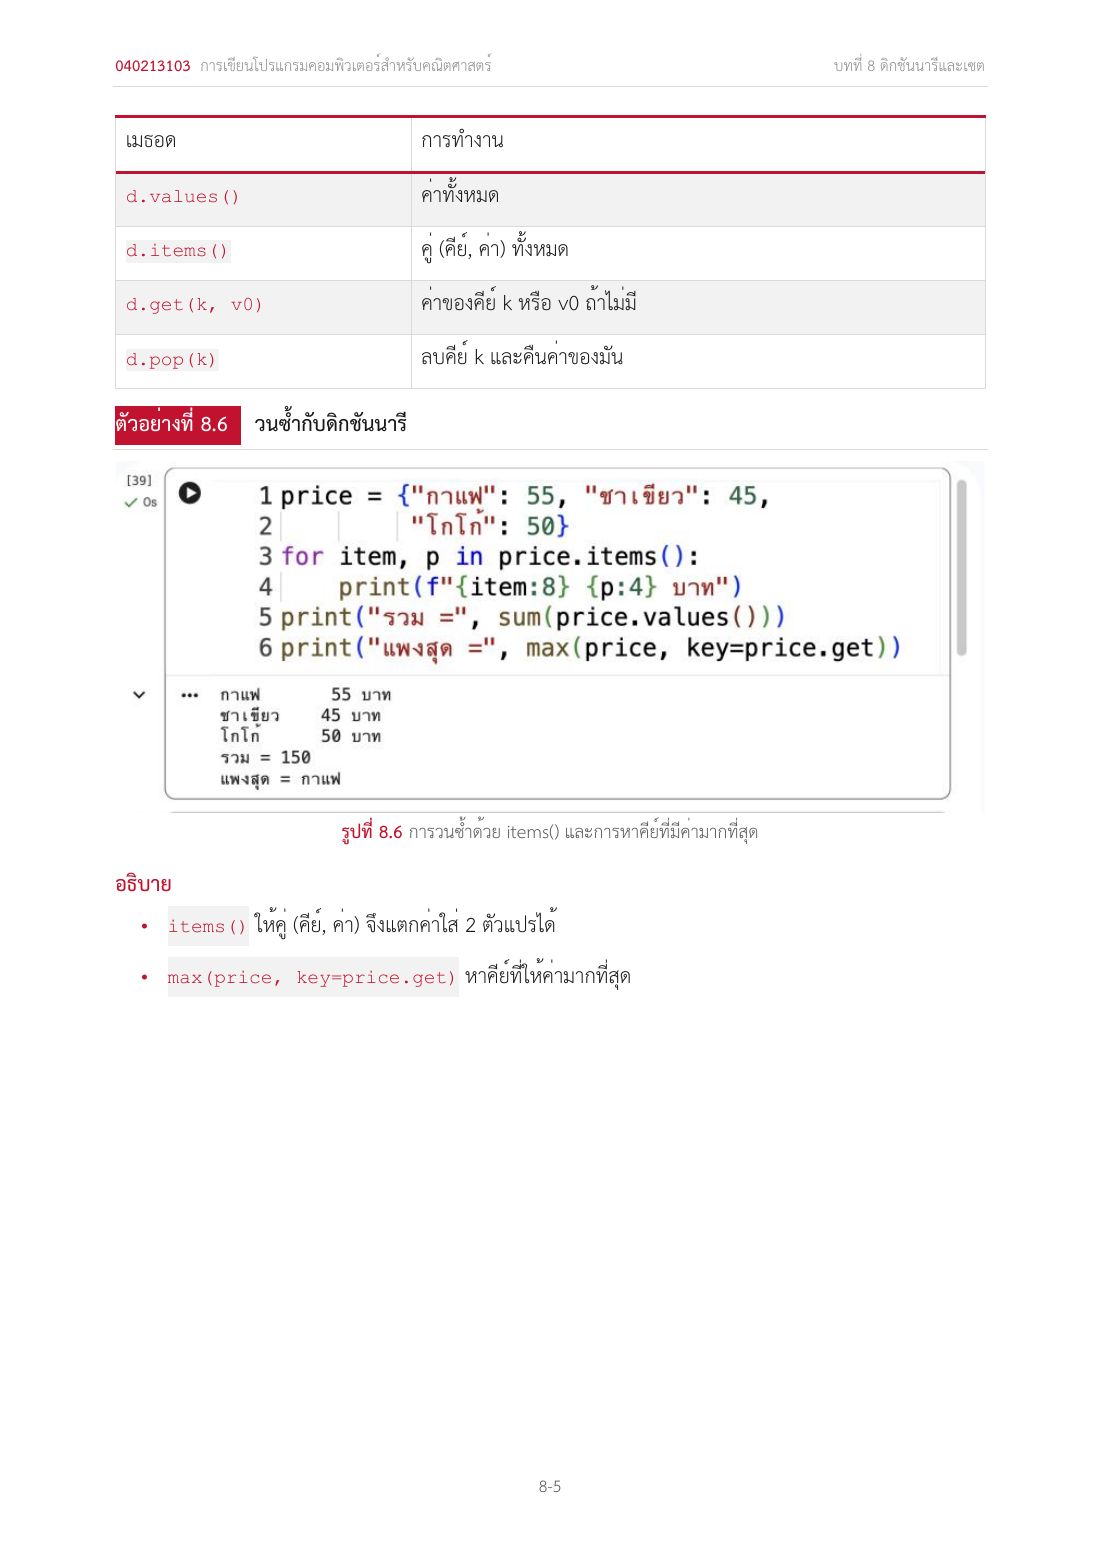 040213103 การเขียนโปรแกรมคอมพิวเตอร์สำหรับคณิตศาสตร์ บทที่ 8 ดิกชันนารีและเซต
เมธอด การทำงาน
d.values() ค่าทั้งหมด
d.items() คู่ (คีย์, ค่า) ทั้งหมด
d.get(k, v0) ค่าของคีย์ k หรือ v0 ถ้าไม่มี
d.pop(k) ลบคีย์ k และคืนค่าของมัน
ตัวอย่างที่ 8.6 วนซ้ำกับดิกชันนารี
[39]
0s
1 price = {"กาแฟ": 55, "ชาเขียว": 45,
2 "โกโก้": 50}
3 for item, p in price.items():
4 print(f"{item:8} {p:4} บาท")
5 print("รวม =", sum(price.values()))
6 print("แพงสุด =", max(price, key=price.get))
กาแฟ 55 บาท
ชาเขียว 45 บาท
โกโก้ 50 บาท
รวม = 150
แพงสุด = กาแฟ
รูปที่ 8.6 การวนซ้ำด้วย items() และการหาคีย์ที่มีค่ามากที่สุด
อธิบาย
• items() ให้คู่ (คีย์, ค่า) จึงแตกค่าใส่ 2 ตัวแปรได้
• max(price, key=price.get) หาคีย์ที่ให้ค่ามากที่สุด
8-5